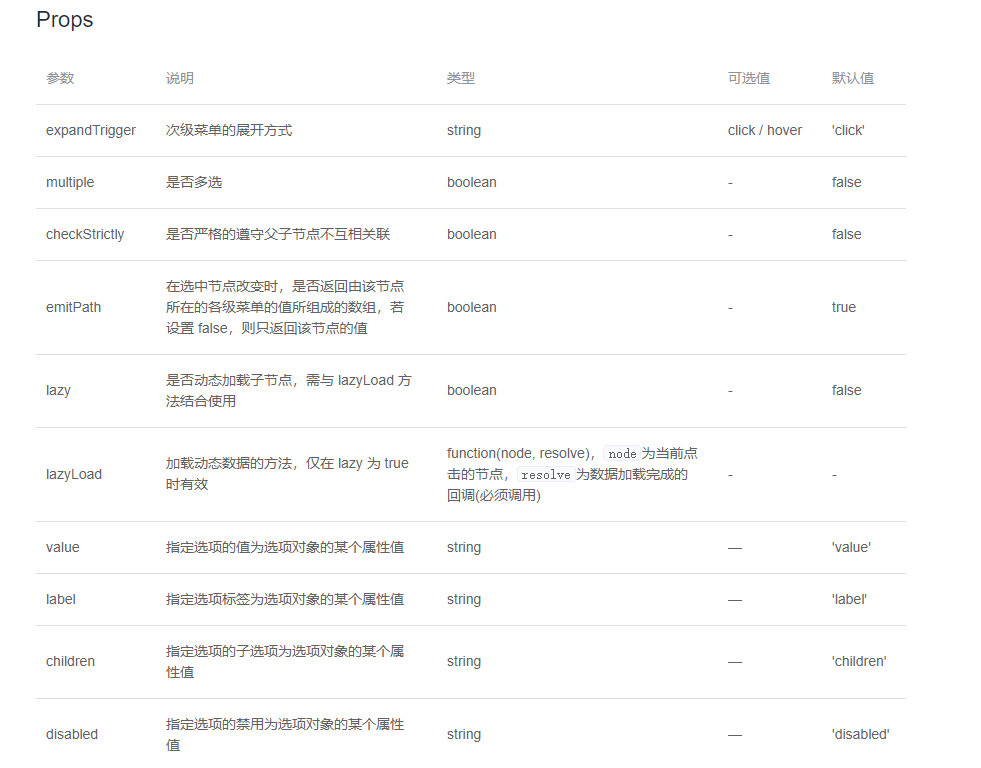 Props
参数 说明 类型 可选值 默认值
expandTrigger 次级菜单的展开方式 string click / hover 'click'
multiple 是否多选 boolean - false
checkStrictly 是否严格的遵守父子节点不互相关联 boolean - false
在选中节点改变时，是否返回由该节点
emitPath 所在的各级菜单的值所组成的数组，若 boolean - true
设置 false，则只返回该节点的值
是否动态加载子节点，需与 lazyLoad 方
lazy boolean - false
法结合使用
function(node, resolve)，node为当前点
加载动态数据的方法，仅在 lazy 为 true
lazyLoad 击的节点，resolve为数据加载完成的 - -
时有效
回调(必须调用)
value 指定选项的值为选项对象的某个属性值 string — 'value'
label 指定选项标签为选项对象的某个属性值 string — 'label'
指定选项的子选项为选项对象的某个属
children string — 'children'
性值
指定选项的禁用为选项对象的某个属性
disabled string — 'disabled'
值